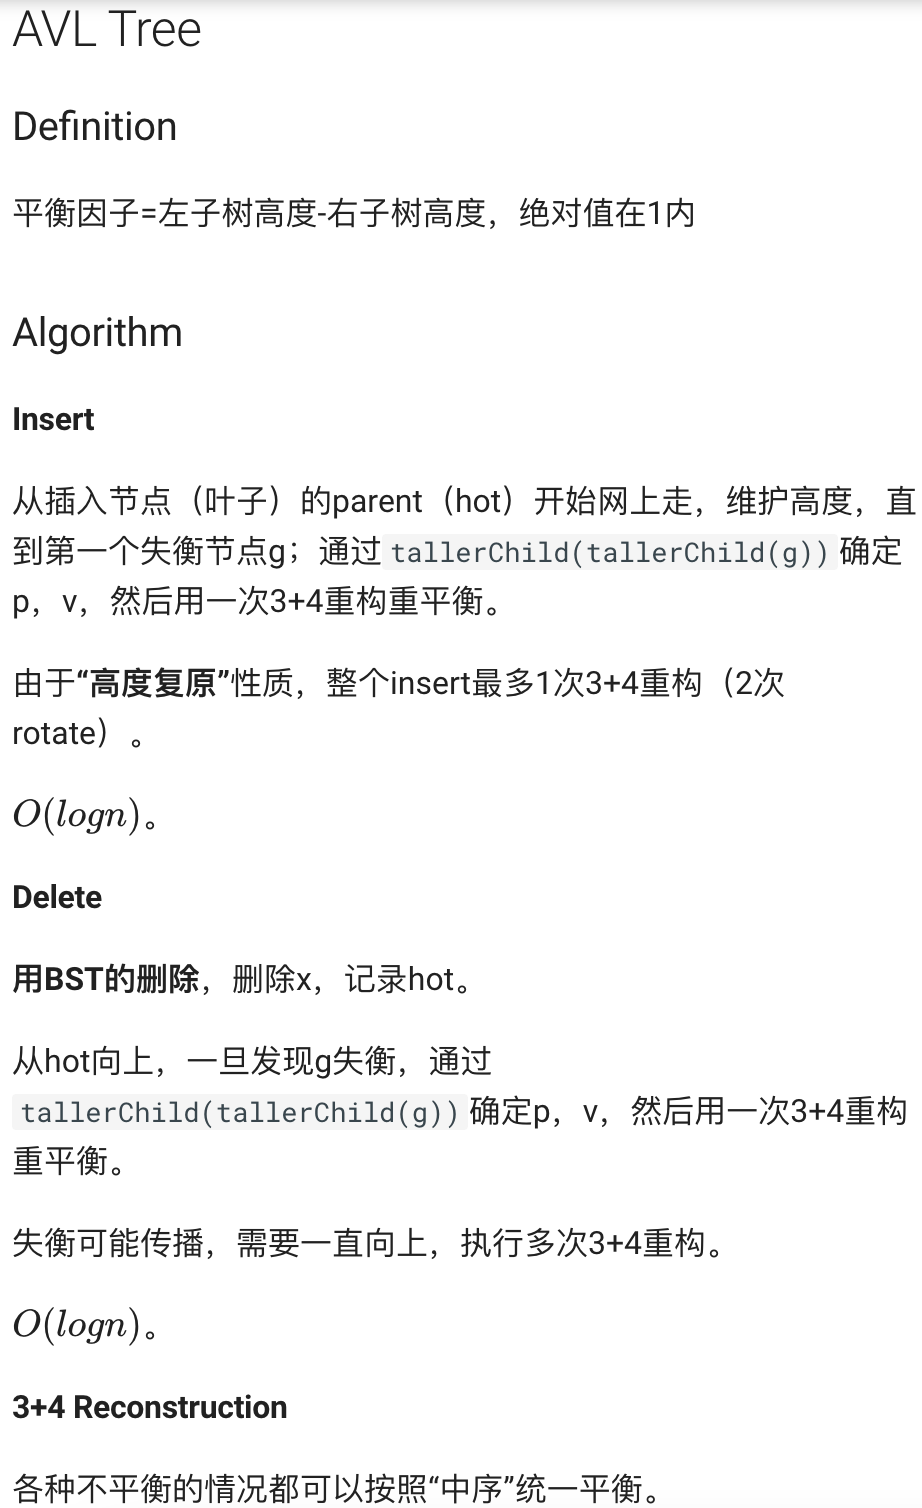 AVL Tree
Definition
平衡因子=左子树高度-右子树高度，绝对值在1内
Algorithm
Insert
从插入节点（叶子）的parent（hot）开始网上走，维护高度，直
到第一个失衡节点g；通过 tallerChild(tallerChild(g)) 确定
p，v，然后用一次3+4重构重平衡。
由于“高度复原”性质，整个insert最多1次3+4重构（2次
rotate）。
O(logn)。
Delete
用BST的删除，删除x，记录hot。
从hot向上，一旦发现g失衡，通过
tallerChild(tallerChild(g)) 确定p，v，然后用一次3+4重构
重平衡。
失衡可能传播，需要一直向上，执行多次3+4重构。
O(logn)。
3+4 Reconstruction
各种不平衡的情况都可以按照“中序”统一平衡。